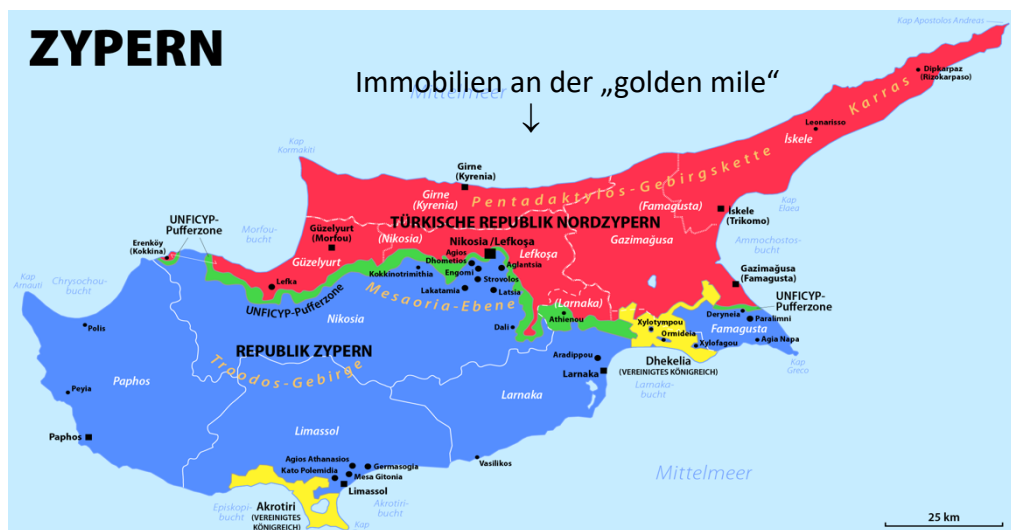 ZYPERN
Immobilien an der „golden mile“
Mittelmeer
↓
Kap Apostolos Andreas
Dipkarpaz
(Rizokarpaso)
Karras
Leonarisso
İskele
Kap
Kormakiti
Girne
(Kyrenia)
Girne
(Kyrenia)
Pentadaktylos-Gebirgskette
(Famagusta)
Kap
Elaea
İskele
(Trikomo)
TÜRKISCHE REPUBLIK NORDZYPERN
UNFICYP-
Pufferzone
Morfou-
bucht
Güzelyurt
(Morfou)
(Nikosia)
Nikosia/Lefkoşa
Gazimağusa
Erenköy
(Kokkina)
Güzelyurt
Lefkoşa
Ammochostos-
bucht
Agios
Dhometios
Aglantsia
Kokkinotrimithia
Engomi
Strovolos
Lakatamia
Latsia
Gazimağusa
(Famagusta)
Kap
Arnauti
Chrysochou-
bucht
Lefka
UNFICYP-Pufferzone
Mesaoria-Ebene
(Larnaka)
Athienou
UNFICYP-
Pufferzone
Deryneia
Paralimni
Polis
Nikosia
Dali
Xylotympou
Ormideia
Xylofagou
Famagusta
Agia Napa
Kap
Greco
REPUBLIK ZYPERN
Troodos-Gebirge
Aradippou
Larnaka
Dhekelia
(VEREINIGTES KÖNIGREICH)
Larnaka-
bucht
Paphos
Peyia
Larnaka
Paphos
Limassol
Vasilikos
Agios Athanasios
Germasogia
Kato Polemidia
Mesa Gitonia
Limassol
Mittelmeer
Episkopi-
bucht
Akrotiri
(VEREINIGTES
KÖNIGREICH)
Akrotiri-
bucht
Kap
25 km